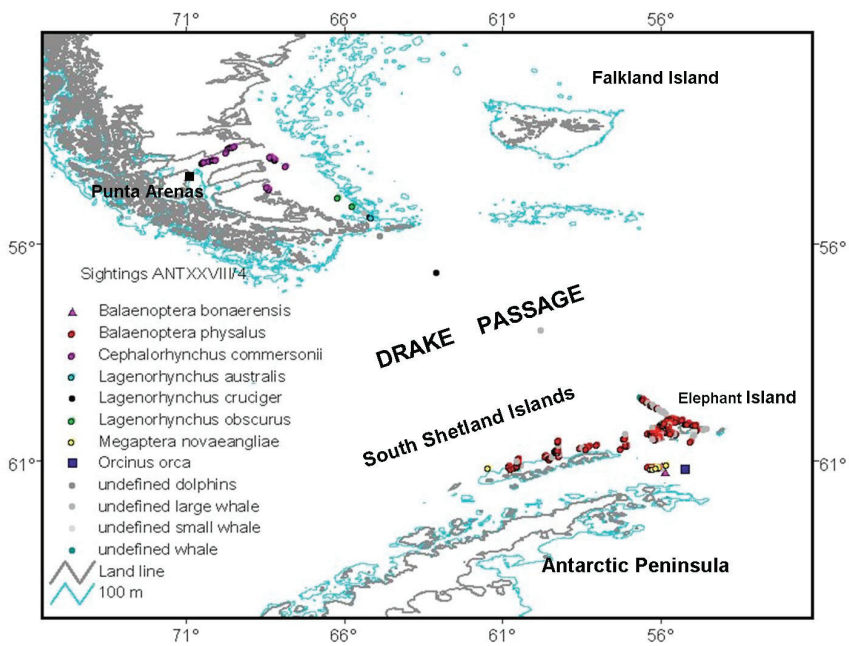 71° 66° 61° 56°
Falkland Island
Punta Arenas
56° 56°
Sightings ANTXXVIII/4
DRAKE PASSAGE
Balaenoptera bonaerensis
Balaenoptera physalus
Cephalorhynchus commersonii
Lagenorhynchus australis
Lagenorhynchus cruciger
Lagenorhynchus obscurus
Megaptera novaeangliae
Orcinus orca
undefined dolphins
undefined large whale
undefined small whale
undefined whale
Land line
100 m
South Shetland Islands
Elephant Island
61° 61°
Antarctic Peninsula
71° 66° 61° 56°